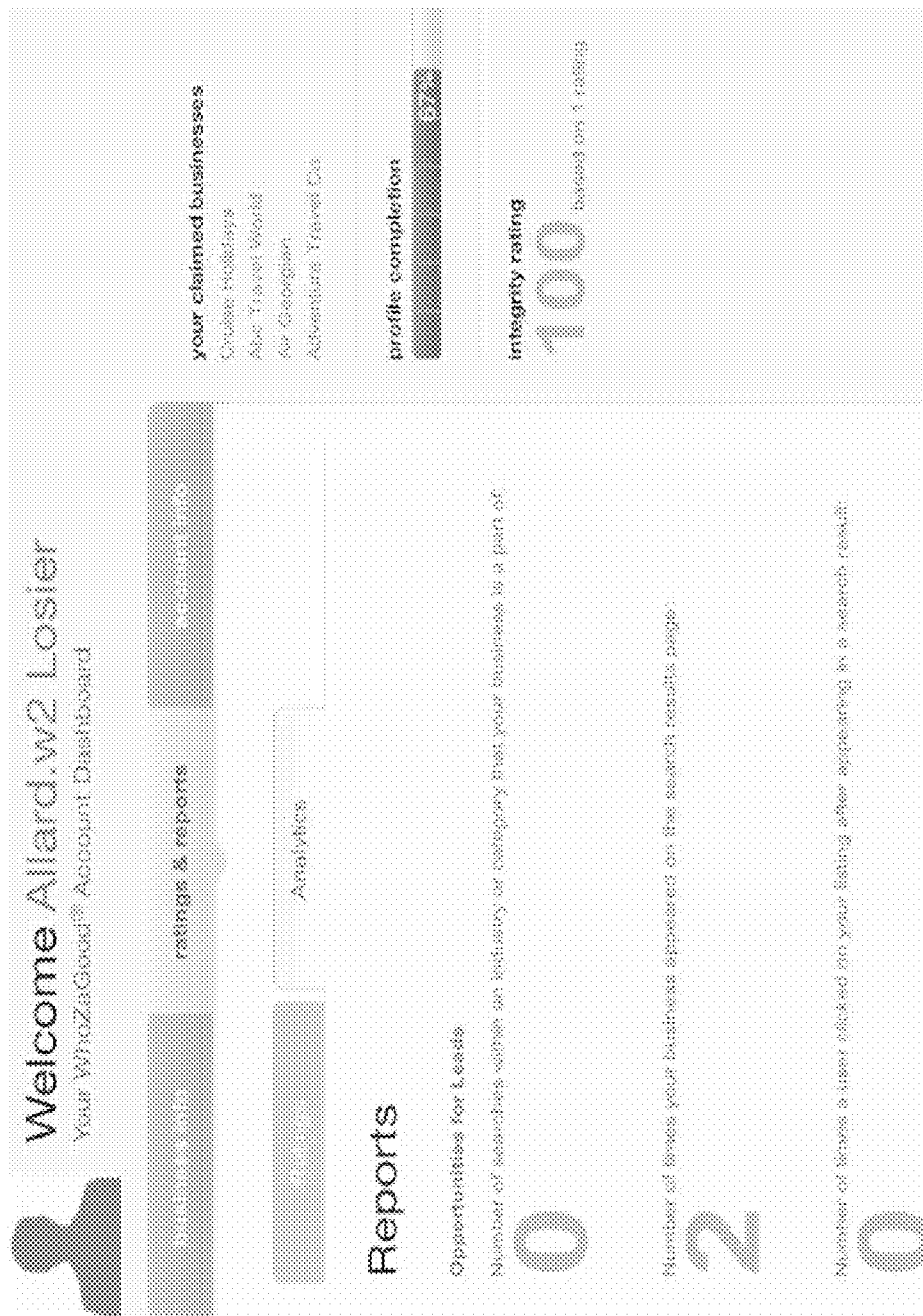 Welcome Allard.w2 Losier
Your WhoZaGood® Account Dashboard
ratings & reports
Analytics
Reports
Opportunities for Leads
Number of searches when an industry or category that your business is a part of:
0
Number of times your business appeared on the search results page:
2
Number of times a user clicked on your listing after appearing in a search result:
0
your claimed businesses
Cruise Holidays
Abc Travel World
Air Georgian
Adventure Travel Co
profile completion
integrity rating
100 based on 1 rating